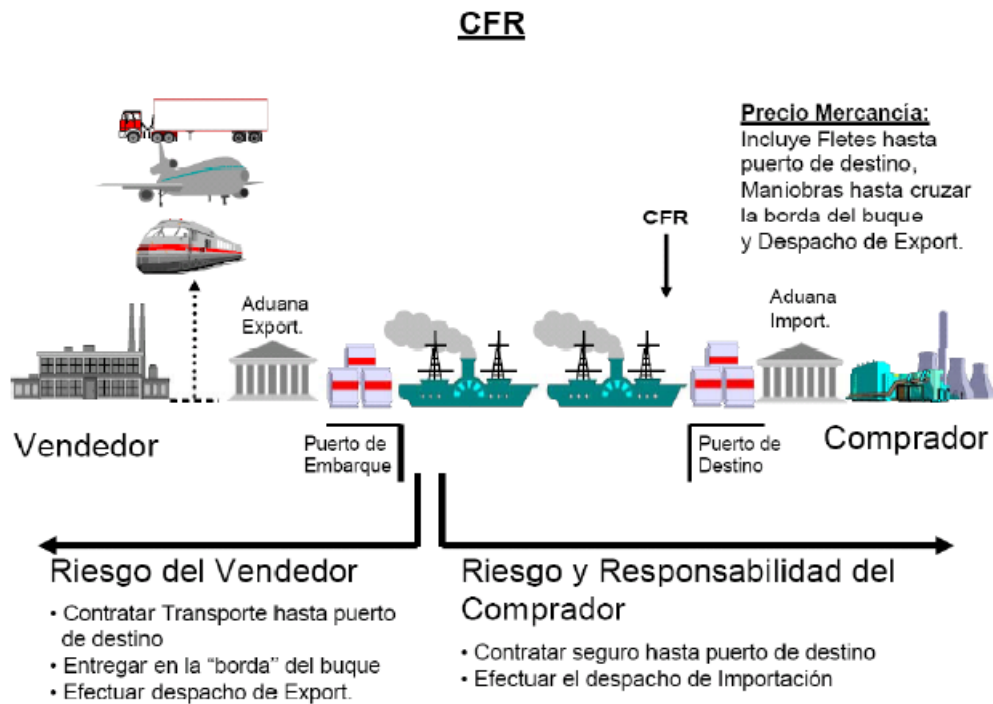 CFR
Precio Mercancía:
Incluye Fletes hasta
puerto de destino,
Maniobras hasta cruzar
la borda del buque
y Despacho de Export.
CFR
Aduana
Export.
Aduana
Import.
Vendedor
Puerto de
Embarque
Puerto de
Destino
Comprador
Riesgo del Vendedor
• Contratar Transporte hasta puerto
de destino
• Entregar en la “borda” del buque
• Efectuar despacho de Export.
Riesgo y Responsabilidad del
Comprador
• Contratar seguro hasta puerto de destino
• Efectuar el despacho de Importación